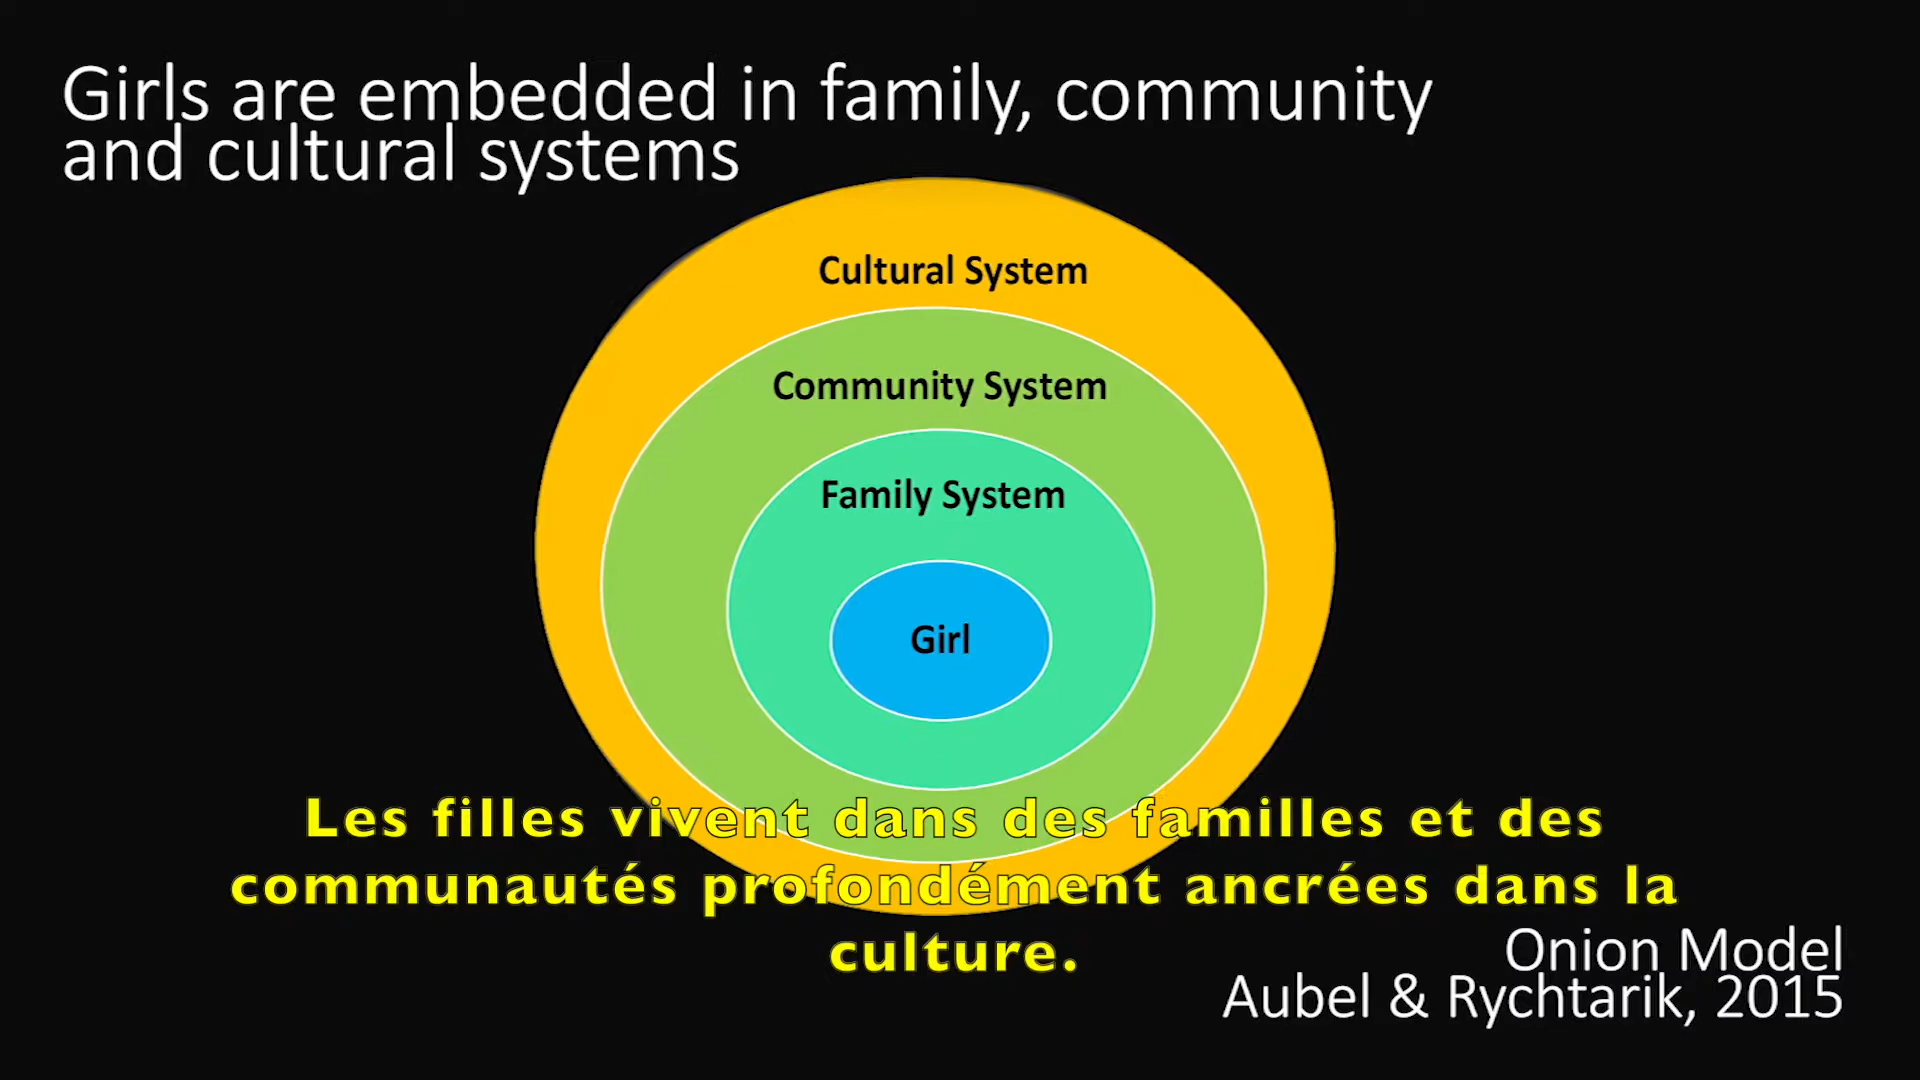 Girls are embedded in family, community
and cultural systems
Cultural System
Community System
Family System
Girl
Les filles vivent dans des familles et des
communautés profondément ancrées dans la
culture.
Onion Model
Aubel & Rychtarik, 2015